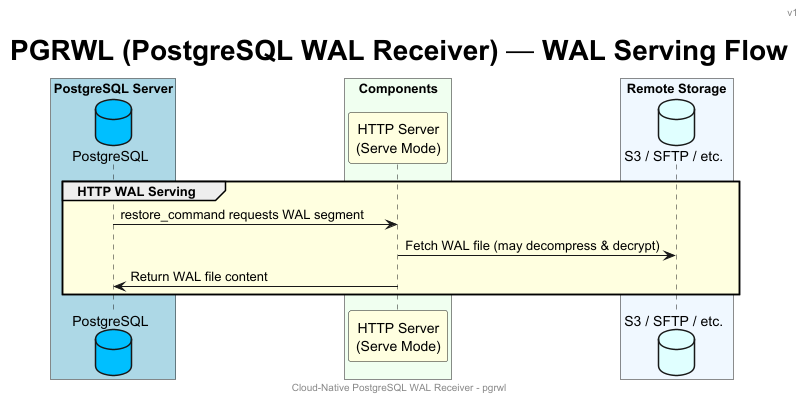 v1
PGRWL (PostgreSQL WAL Receiver) — WAL Serving Flow
PostgreSQL Server
Components
Remote Storage
HTTP Server
(Serve Mode)
PostgreSQL
S3 / SFTP / etc.
HTTP WAL Serving
restore_command requests WAL segment
Fetch WAL file (may decompress & decrypt)
Return WAL file content
PostgreSQL
S3 / SFTP / etc.
HTTP Server
(Serve Mode)
Cloud-Native PostgreSQL WAL Receiver - pgrwl